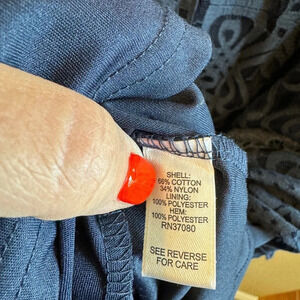 SHELL:
66% COTTON
34% NYLON
LINING:
100% POLYESTER
HEM:
100% POLYESTER
RN37080
SEE REVERSE
FOR CARE